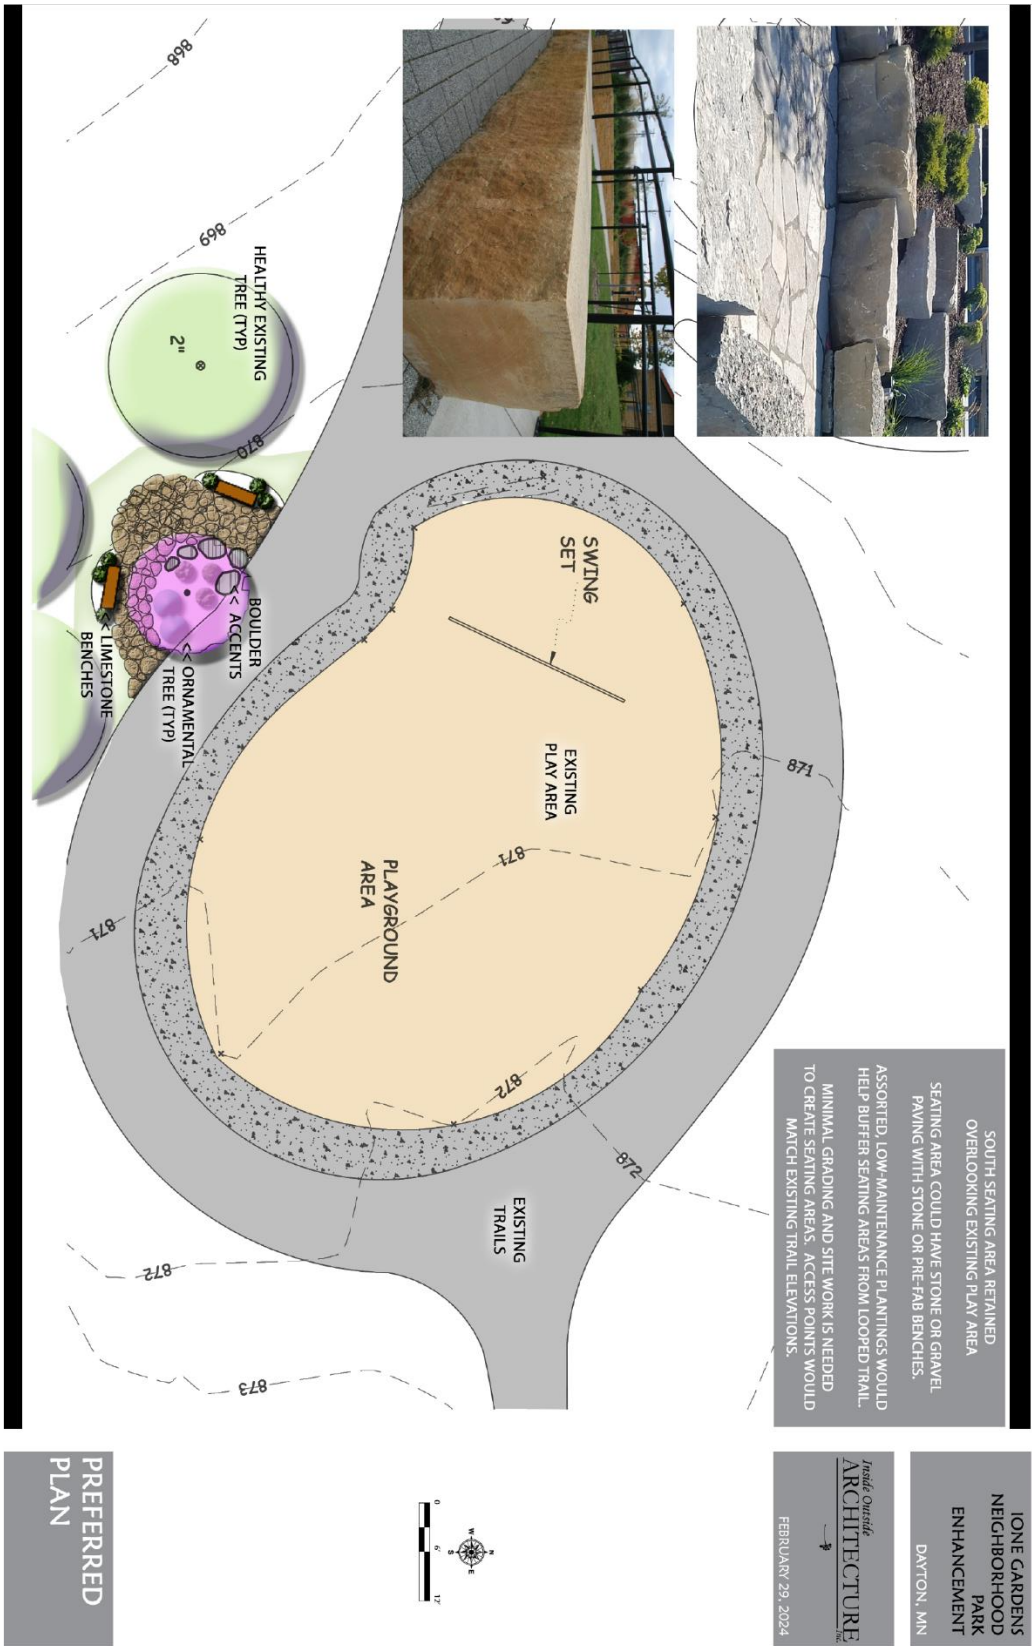 868
869
HEALTHY EXISTING
TREE (TYP)
2"
870
BOULDER
<< ACCENTS
<< ORNAMENTAL
TREE (TYP)
<< LIMESTONE
BENCHES
SWING
SET
EXISTING
PLAY AREA
PLAYGROUND
AREA
871
871
871
872
872
872
873
EXISTING
TRAILS
SOUTH SEATING AREA RETAINED
OVERLOOKING EXISTING PLAY AREA
SEATING AREA COULD HAVE STONE OR GRAVEL
PAVING WITH STONE OR PRE-FAB BENCHES.
ASSORTED, LOW-MAINTENANCE PLANTINGS WOULD
HELP BUFFER SEATING AREAS FROM LOOPED TRAIL.
MINIMAL GRADING AND SITE WORK IS NEEDED
TO CREATE SEATING AREAS. ACCESS POINTS WOULD
MATCH EXISTING TRAIL ELEVATIONS.
IONE GARDENS
NEIGHBORHOOD
PARK
ENHANCEMENT
DAYTON, MN
Inside Outside
ARCHITECTURE
Inc.
FEBRUARY 29, 2024
N
W
E
S
0 6' 12'
PREFERRED
PLAN